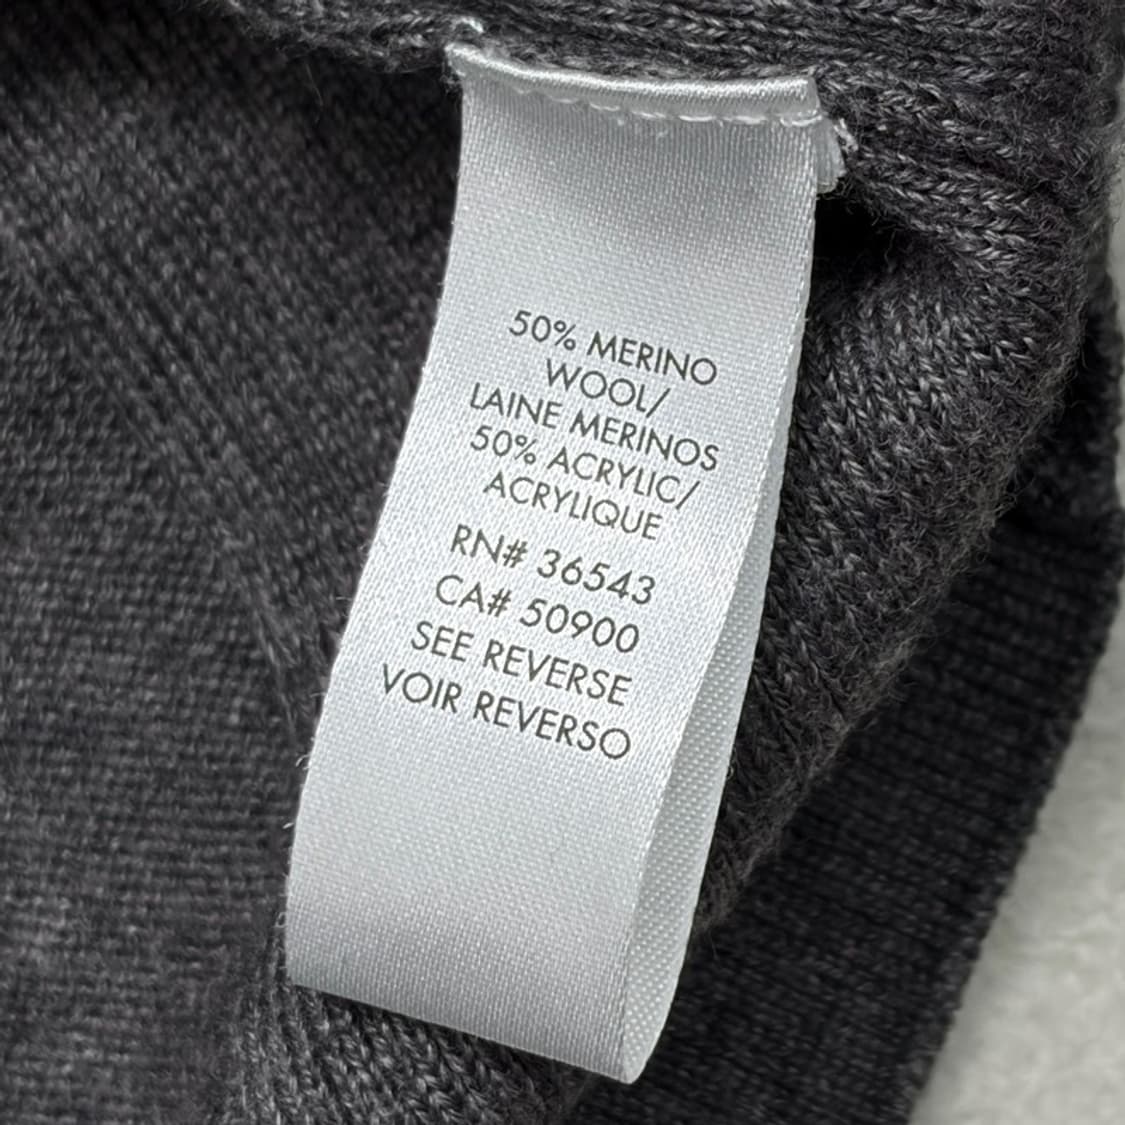 50% MERINO
WOOL/
LAINE MERINOS
50% ACRYLIC/
ACRYLIQUE
RN# 36543
CA# 50900
SEE REVERSE
VOIR REVERSO